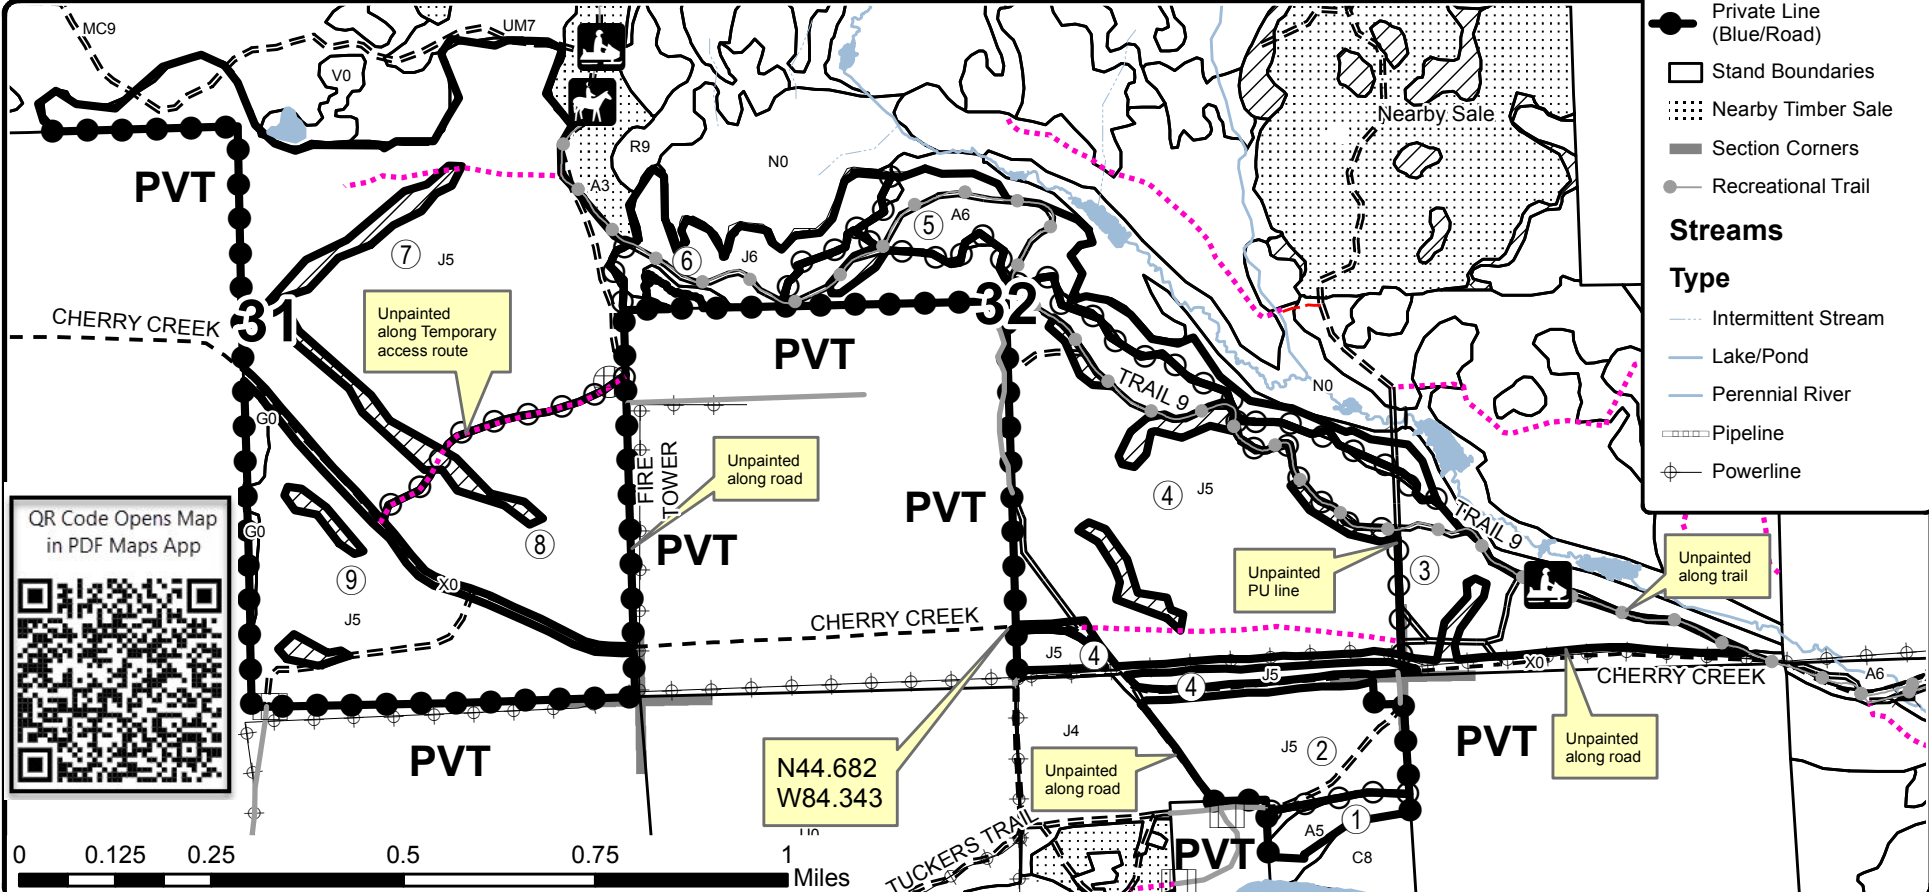 MC9
UM7
V0
PVT
R9
A3
N0
7
J5
6
J6
5
A6
Nearby Sale
Private Line
(Blue/Road)
Stand Boundaries
Nearby Timber Sale
Section Corners
Recreational Trail
Streams
Type
Intermittent Stream
Lake/Pond
Perennial River
Pipeline
Powerline
CHERRY CREEK
31
32
Unpainted
along Temporary
access route
PVT
TRAIL 9
N0
G0
FIRE
TOWER
Unpainted
along road
PVT
PVT
4
J5
TRAIL 9
QR Code Opens Map
in PDF Maps App
G0
8
9
J5
X0
Unpainted
PU line
3
Unpainted
along trail
CHERRY CREEK
J5
4
4
J5
X0
CHERRY CREEK
A6
PVT
N44.682
W84.343
J4
Unpainted
along road
J5
2
PVT
Unpainted
along road
TUCKERS TRAIL
PVT
A5
1
C8
0
0.125
0.25
0.5
0.75
1
Miles